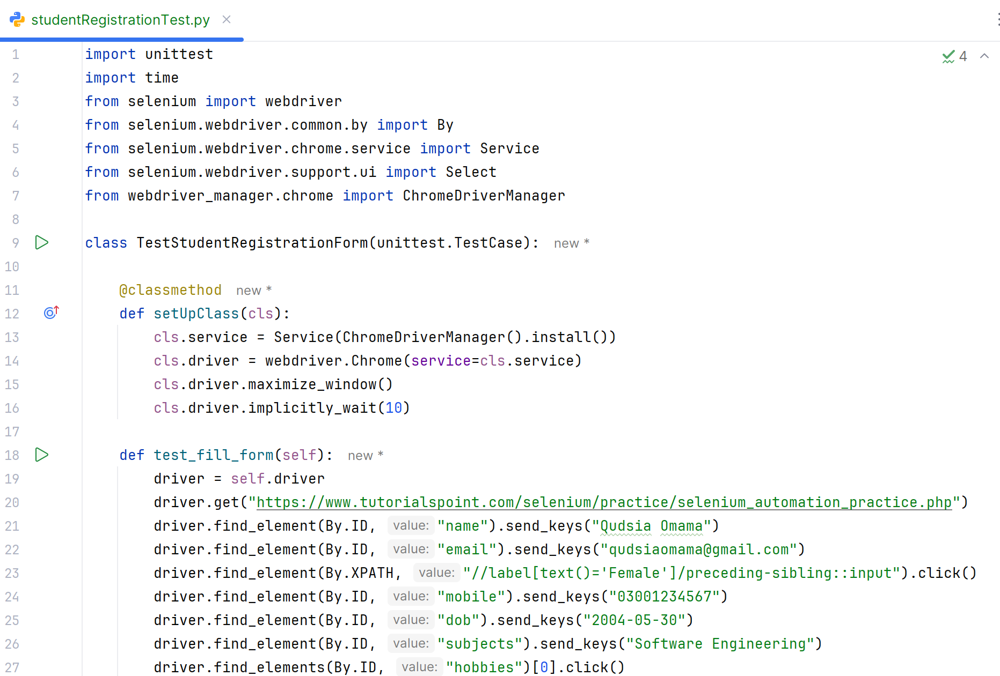 studentRegistrationTest.py
4
1 import unittest
2 import time
3 from selenium import webdriver
4 from selenium.webdriver.common.by import By
5 from selenium.webdriver.chrome.service import Service
6 from selenium.webdriver.support.ui import Select
7 from webdriver_manager.chrome import ChromeDriverManager
8
9 class TestStudentRegistrationForm(unittest.TestCase): new *
10
11     @classmethod new *
12     def setUpClass(cls):
13         cls.service = Service(ChromeDriverManager().install())
14         cls.driver = webdriver.Chrome(service=cls.service)
15         cls.driver.maximize_window()
16         cls.driver.implicitly_wait(10)
17
18     def test_fill_form(self): new *
19         driver = self.driver
20         driver.get("https://www.tutorialspoint.com/selenium/practice/selenium_automation_practice.php")
21         driver.find_element(By.ID, value: "name").send_keys("Qudsia Omama")
22         driver.find_element(By.ID, value: "email").send_keys("qudsiaomama@gmail.com")
23         driver.find_element(By.XPATH, value: "//label[text()='Female']/preceding-sibling::input").click()
24         driver.find_element(By.ID, value: "mobile").send_keys("03001234567")
25         driver.find_element(By.ID, value: "dob").send_keys("2004-05-30")
26         driver.find_element(By.ID, value: "subjects").send_keys("Software Engineering")
27         driver.find_elements(By.ID, value: "hobbies")[0].click()